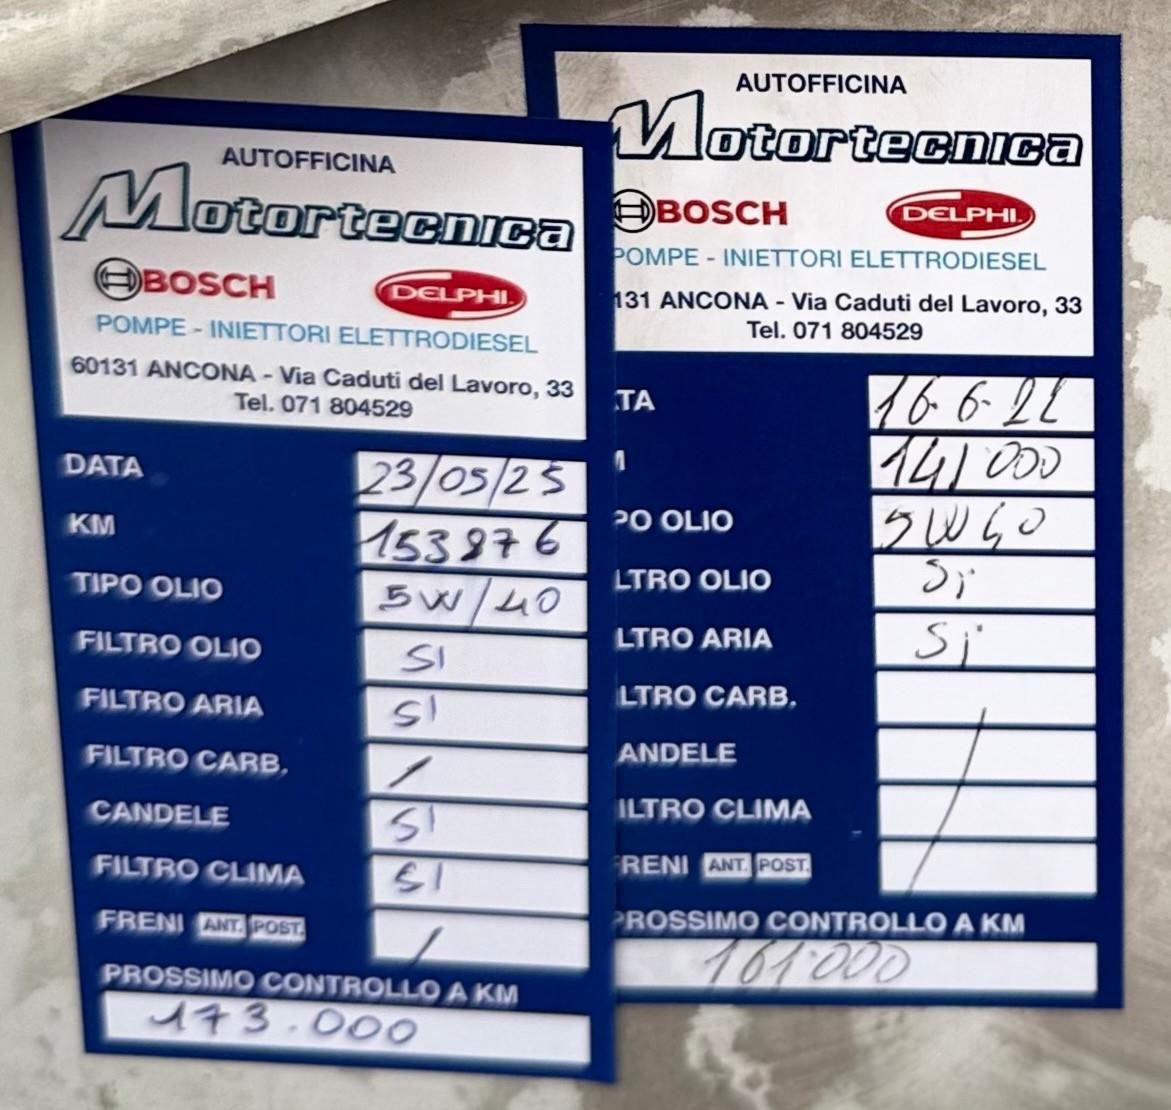 AUTOFFICINA
Motortecnica
BOSCH DELPHI
POMPE - INIETTORI ELETTRODIESEL
60131 ANCONA - Via Caduti del Lavoro, 33
Tel. 071 804529
DATA 23/05/25
KM 153876
TIPO OLIO 5W/40
FILTRO OLIO SI
FILTRO ARIA SI
FILTRO CARB. /
CANDELE SI
FILTRO CLIMA SI
FRENI ANT. POST. /
PROSSIMO CONTROLLO A KM
173.000
AUTOFFICINA
Motortecnica
BOSCH DELPHI
POMPE - INIETTORI ELETTRODIESEL
131 ANCONA - Via Caduti del Lavoro, 33
Tel. 071 804529
TA 16-6-22
141'000
PO OLIO 5W40
LTRO OLIO Si
LTRO ARIA Si
LTRO CARB.
ANDELE /
ILTRO CLIMA
FRENI ANT. POST.
PROSSIMO CONTROLLO A KM
161'000